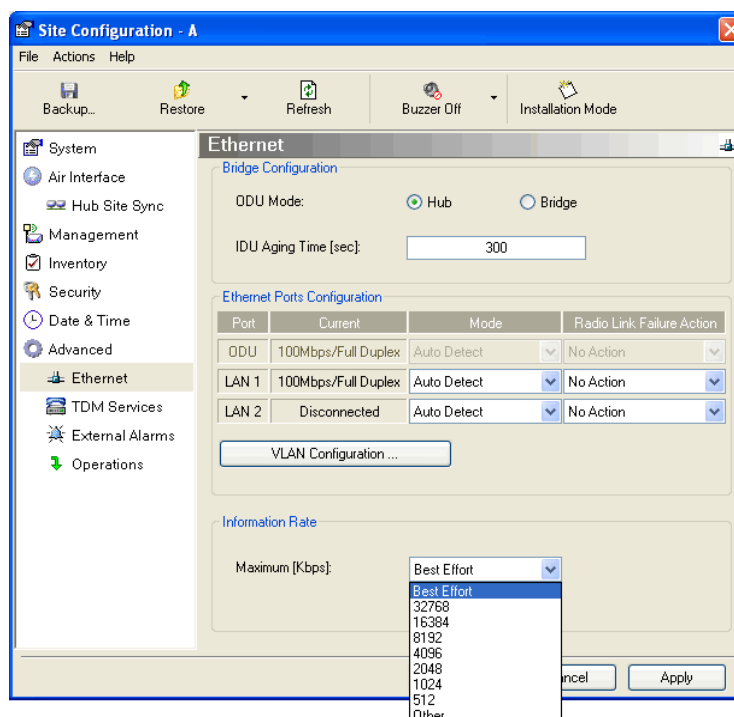 Site Configuration - A
File Actions Help
Backup... Restore Refresh Buzzer Off Installation Mode
System
Air Interface
Hub Site Sync
Management
Inventory
Security
Date & Time
Advanced
Ethernet
TDM Services
External Alarms
Operations
Ethernet
Bridge Configuration
ODU Mode: Hub Bridge
IDU Aging Time [sec]: 300
Ethernet Ports Configuration
Port Current Mode Radio Link Failure Action
ODU 100Mbps/Full Duplex Auto Detect No Action
LAN 1 100Mbps/Full Duplex Auto Detect No Action
LAN 2 Disconnected Auto Detect No Action
VLAN Configuration ...
Information Rate
Maximum [Kbps]: Best Effort
Best Effort
32768
16384
8192
4096
2048
1024
512
Other
ncel Apply